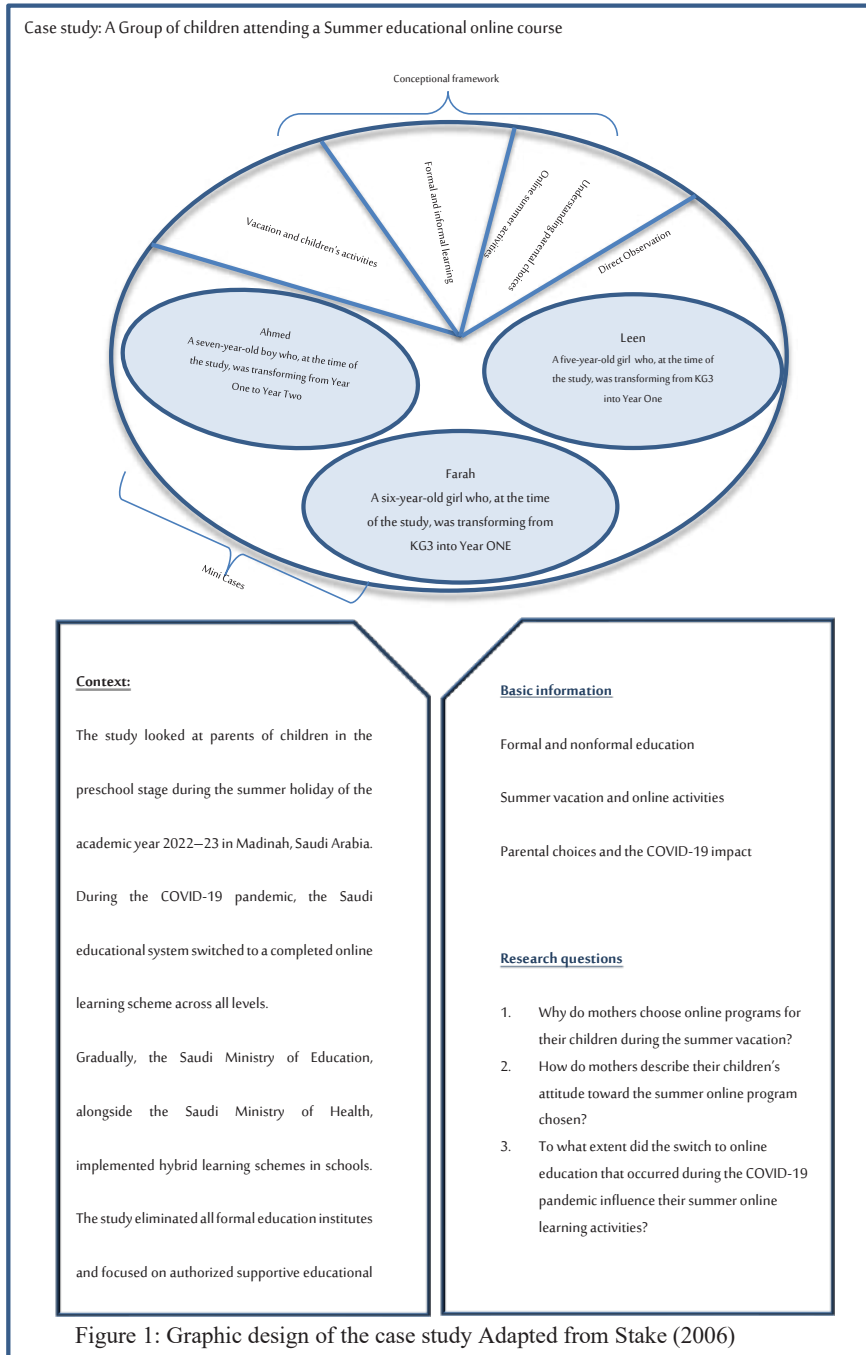 Case study: A Group of children attending a Summer educational online course
Conceptional framework
Vacation and children's activities
Formal and informal learning
Online summer activities
Understanding parental choices
Direct Observation
Ahmed
A seven-year-old boy who, at the time of
the study, was transforming from Year
One to Year Two
Leen
A five-year-old girl who, at the time of
the study, was transforming from KG3
into Year One
Farah
A six-year-old girl who, at the time
of the study, was transforming from
KG3 into Year ONE
Mini Cases
Context:
The study looked at parents of children in the
preschool stage during the summer holiday of the
academic year 2022–23 in Madinah, Saudi Arabia.
During the COVID-19 pandemic, the Saudi
educational system switched to a completed online
learning scheme across all levels.
Gradually, the Saudi Ministry of Education,
alongside the Saudi Ministry of Health,
implemented hybrid learning schemes in schools.
The study eliminated all formal education institutes
and focused on authorized supportive educational
Basic information
Formal and nonformal education
Summer vacation and online activities
Parental choices and the COVID-19 impact
Research questions
1. Why do mothers choose online programs for
their children during the summer vacation?
2. How do mothers describe their children's
attitude toward the summer online program
chosen?
3. To what extent did the switch to online
education that occurred during the COVID-19
pandemic influence their summer online
learning activities?
Figure 1: Graphic design of the case study Adapted from Stake (2006)